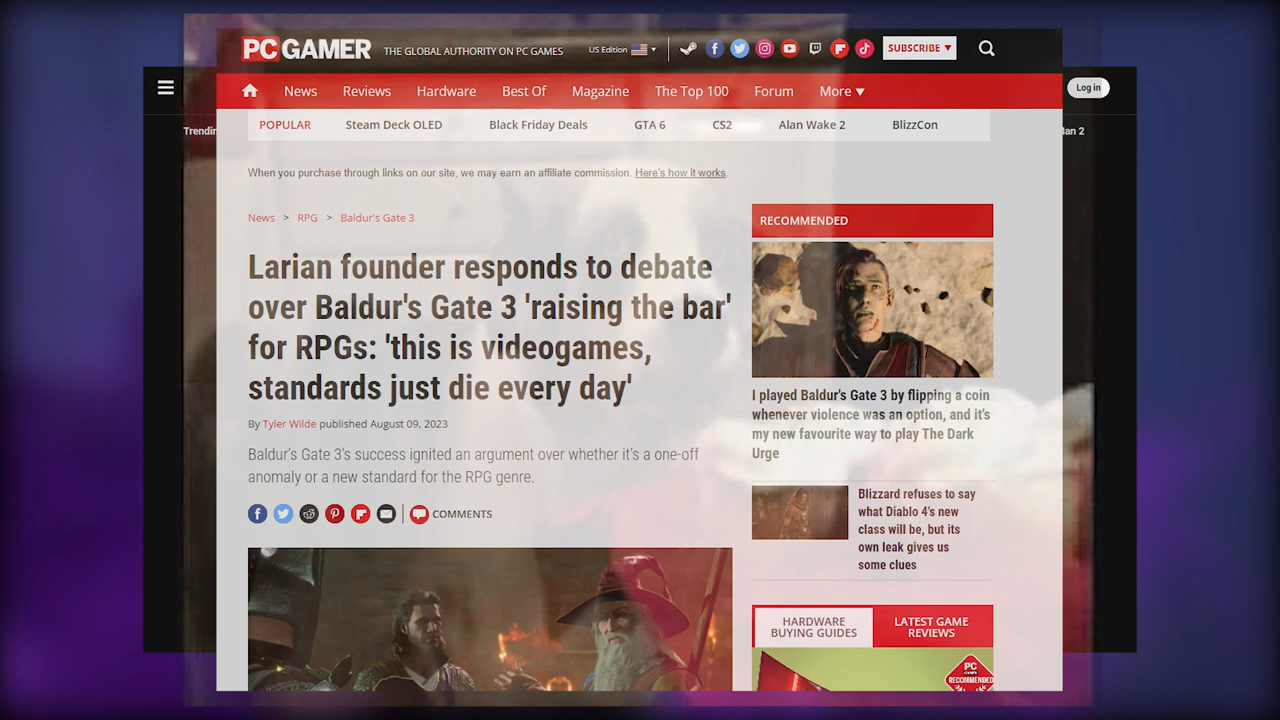 PC GAMER THE GLOBAL AUTHORITY ON PC GAMES US Edition SUBSCRIBE
Log in
News Reviews Hardware Best Of Magazine The Top 100 Forum More
POPULAR Steam Deck OLED Black Friday Deals GTA 6 CS2 Alan Wake 2 BlizzCon
When you purchase through links on our site, we may earn an affiliate commission. Here's how it works.
News > RPG > Baldur's Gate 3
Larian founder responds to debate
over Baldur's Gate 3 'raising the bar'
for RPGs: 'this is videogames,
standards just die every day'
By Tyler Wilde published August 09, 2023
Baldur's Gate 3's success ignited an argument over whether it's a one-off
anomaly or a new standard for the RPG genre.
COMMENTS
RECOMMENDED
I played Baldur's Gate 3 by flipping a coin
whenever violence was an option, and it's
my new favourite way to play The Dark
Urge
Blizzard refuses to say
what Diablo 4's new
class will be, but its
own leak gives us
some clues
HARDWARE
BUYING GUIDES
LATEST GAME
REVIEWS
PC
GAMER
RECOMMENDED